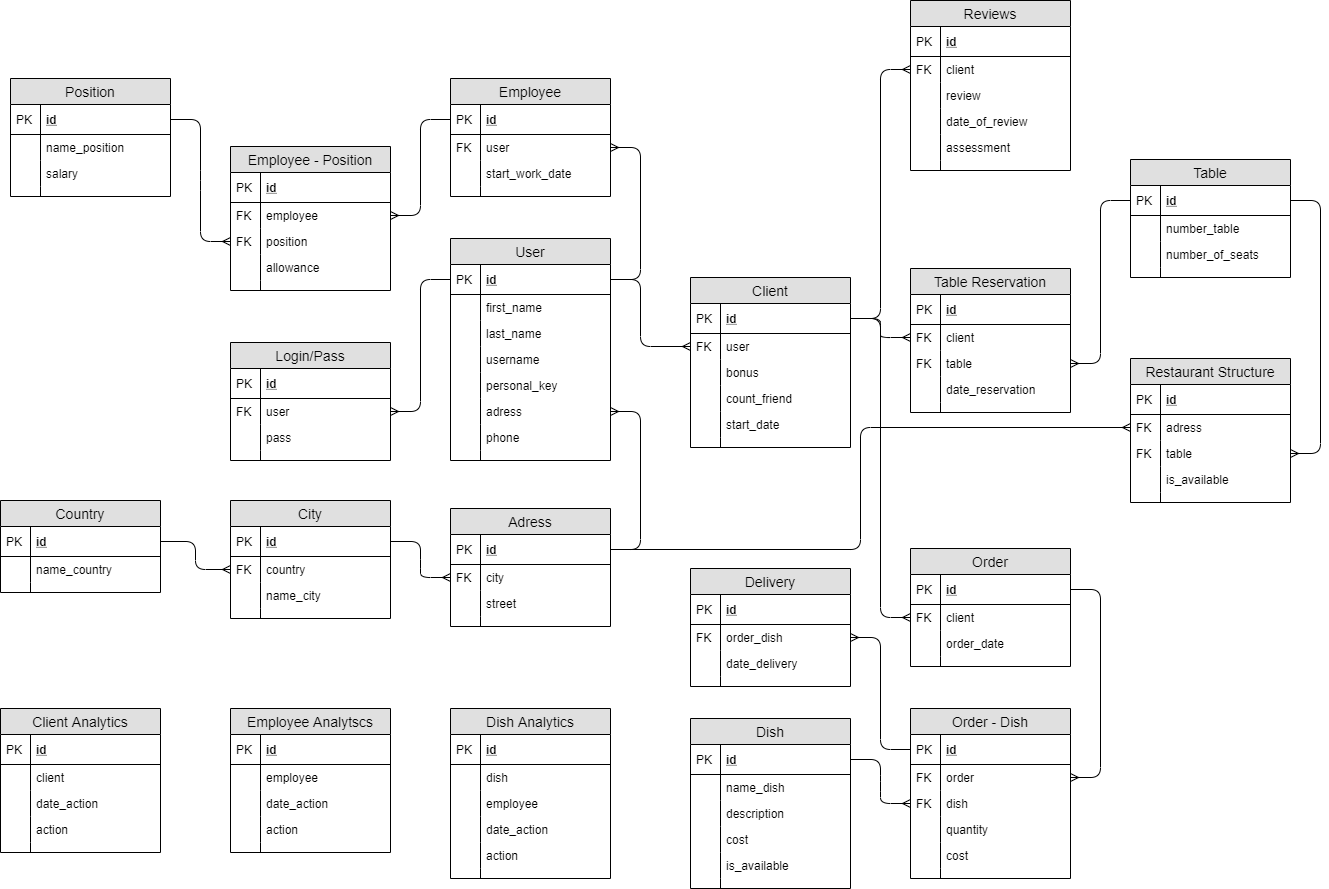 Reviews
PK id
FK client
review
date_of_review
assessment
Position
PK id
name_position
salary
Employee
PK id
FK user
start_work_date
Employee - Position
PK id
FK employee
FK position
allowance
Table
PK id
number_table
number_of_seats
User
PK id
first_name
last_name
username
personal_key
adress
phone
Client
PK id
FK user
bonus
count_friend
start_date
Table Reservation
PK id
FK client
FK table
date_reservation
Login/Pass
PK id
FK user
pass
Restaurant Structure
PK id
FK adress
FK table
is_available
Country
PK id
name_country
City
PK id
FK country
name_city
Adress
PK id
FK city
street
Delivery
PK id
FK order_dish
date_delivery
Order
PK id
FK client
order_date
Client Analytics
PK id
client
date_action
action
Employee Analytscs
PK id
employee
date_action
action
Dish Analytics
PK id
dish
employee
date_action
action
Dish
PK id
name_dish
description
cost
is_available
Order - Dish
PK id
FK order
FK dish
quantity
cost